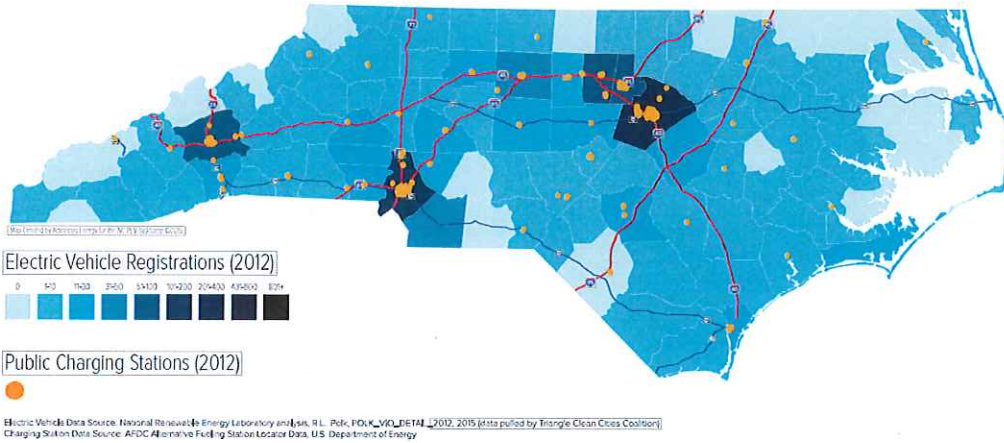 Electric Vehicle Registrations (2012)
0 1-10 11-30 31-50 51-100 101-200 201-400 401-800 801+
Public Charging Stations (2012)
Electric Vehicle Data Source: National Renewable Energy Laboratory analysis, R.L. Polk, POLK_VIO_DETAIL_2012, 2015 (data pulled by Triangle Clean Cities Coalition)
Charging Station Data Source: AFDC Alternative Fueling Station Locator Data, U.S. Department of Energy